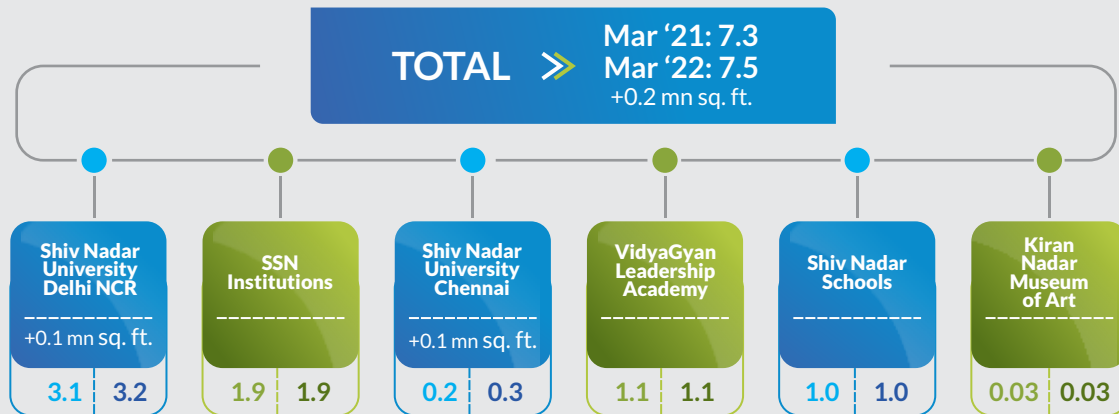 TOTAL
Mar ‘21: 7.3
Mar ‘22: 7.5
+0.2 mn sq. ft.
Shiv Nadar
University
Delhi NCR
+0.1 mn sq. ft.
3.1 3.2
SSN
Institutions
1.9 1.9
Shiv Nadar
University
Chennai
+0.1 mn sq. ft.
0.2 0.3
VidyaGyan
Leadership
Academy
1.1 1.1
Shiv Nadar
Schools
1.0 1.0
Kiran
Nadar
Museum
of Art
0.03 0.03